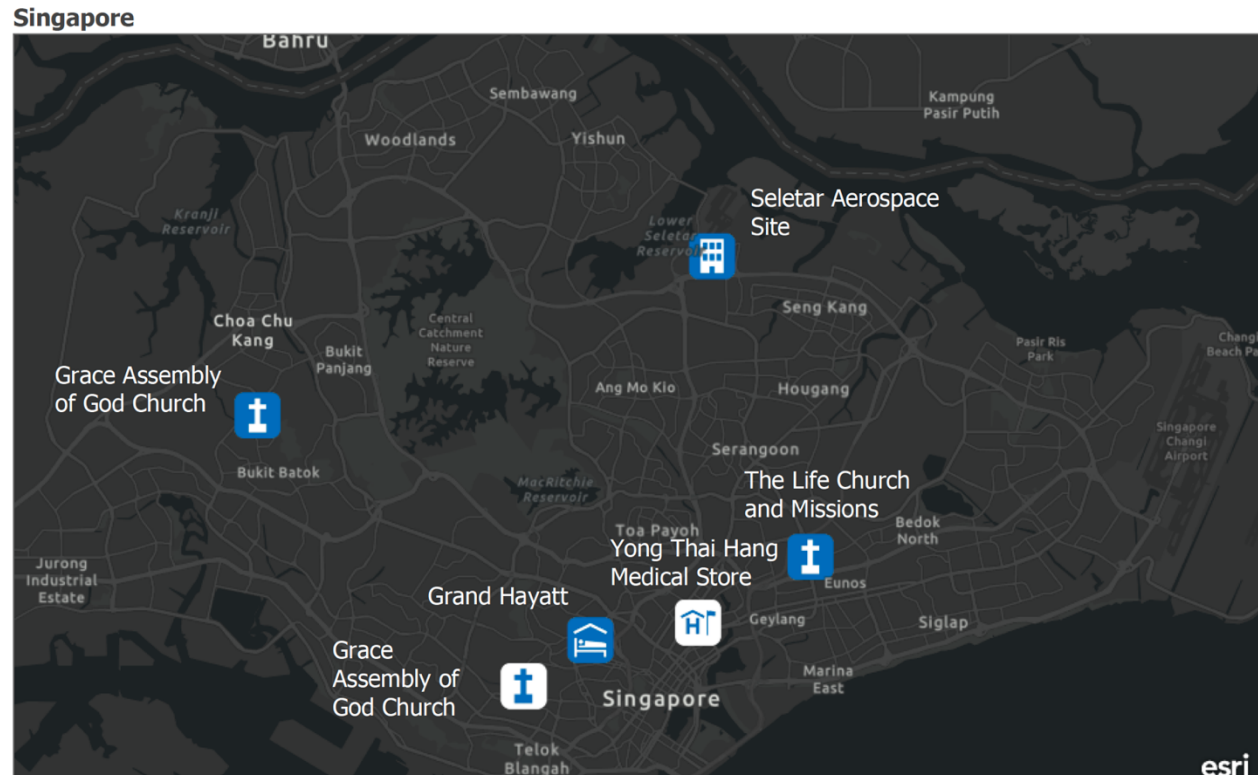 Singapore
Bahru
Sembawang
Kampung
Pasir Putih
Woodlands
Yishun
Seletar Aerospace
Site
Kranji
Reservoir
Lower
Seletar
Reservoir
Seng Kang
Choa Chu
Kang
Central
Catchment
Nature
Reserve
Bukit
Panjang
Pasir Ris
Park
Changi
Beach Pa
Grace Assembly
of God Church
Ang Mo Kio
Hougang
Singapore
Changi
Airport
Serangoon
Bukit Batok
MacRitchie
Reservoir
The Life Church
and Missions
Toa Payoh
Bedok
North
Yong Thai Hang
Medical Store
Jurong
Industrial
Estate
Eunos
Grand Hayatt
H
Geylang
Siglap
Grace
Assembly of
God Church
Marina
East
Singapore
Telok
Blangah
esri